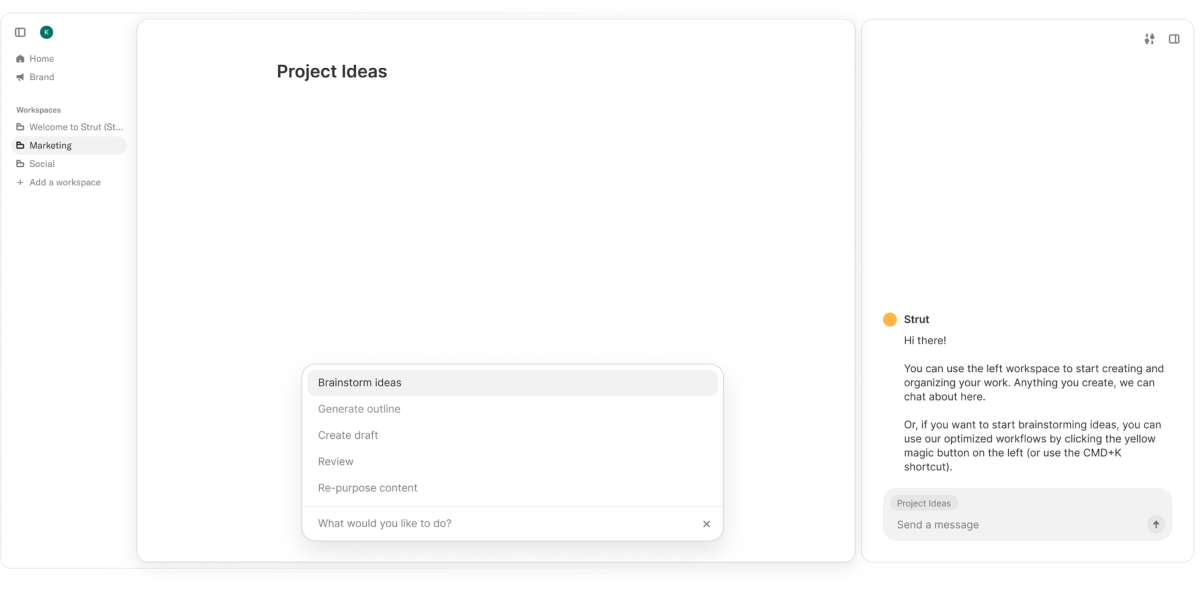 K
Home
Brand
Workspaces
Welcome to Strut (St...
Marketing
Social
+ Add a workspace
Project Ideas
Brainstorm ideas
Generate outline
Create draft
Review
Re-purpose content
What would you like to do?
Strut
Hi there!
You can use the left workspace to start creating and
organizing your work. Anything you create, we can
chat about here.
Or, if you want to start brainstorming ideas, you can
use our optimized workflows by clicking the yellow
magic button on the left (or use the CMD+K
shortcut).
Project Ideas
Send a message